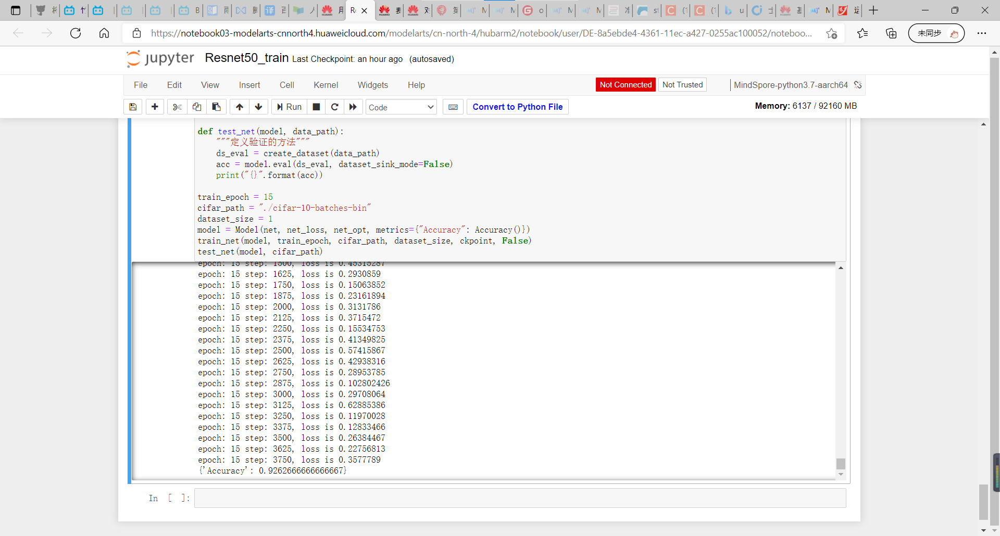 https://notebook03-modelarts-cnnorth4.huaweicloud.com/modelarts/cn-north-4/hubarm2/notebook/user/DE-8a5ebde4-4361-11ec-a427-0255ac100052/noteboo...
未同步
jupyter Resnet50_train Last Checkpoint: an hour ago (autosaved)
File Edit View Insert Cell Kernel Widgets Help Not Connected Not Trusted MindSpore-python3.7-aarch64
Run Code Convert to Python File Memory: 6137 / 92160 MB
def test_net(model, data_path):
"""定义验证的方法"""
ds_eval = create_dataset(data_path)
acc = model.eval(ds_eval, dataset_sink_mode=False)
print("{}".format(acc))
train_epoch = 15
cifar_path = "./cifar-10-batches-bin"
dataset_size = 1
model = Model(net, net_loss, net_opt, metrics={"Accuracy": Accuracy()})
train_net(model, train_epoch, cifar_path, dataset_size, ckpoint, False)
test_net(model, cifar_path)
epoch: 15 step: 1500, loss is 0.45315287
epoch: 15 step: 1625, loss is 0.2930859
epoch: 15 step: 1750, loss is 0.15063852
epoch: 15 step: 1875, loss is 0.23161894
epoch: 15 step: 2000, loss is 0.3131786
epoch: 15 step: 2125, loss is 0.3715472
epoch: 15 step: 2250, loss is 0.15534753
epoch: 15 step: 2375, loss is 0.41349825
epoch: 15 step: 2500, loss is 0.57415867
epoch: 15 step: 2625, loss is 0.42938316
epoch: 15 step: 2750, loss is 0.28953785
epoch: 15 step: 2875, loss is 0.102802426
epoch: 15 step: 3000, loss is 0.29708064
epoch: 15 step: 3125, loss is 0.62885386
epoch: 15 step: 3250, loss is 0.11970028
epoch: 15 step: 3375, loss is 0.12833466
epoch: 15 step: 3500, loss is 0.26384467
epoch: 15 step: 3625, loss is 0.22756813
epoch: 15 step: 3750, loss is 0.3577789
{'Accuracy': 0.9262666666666667}
In [ ]: